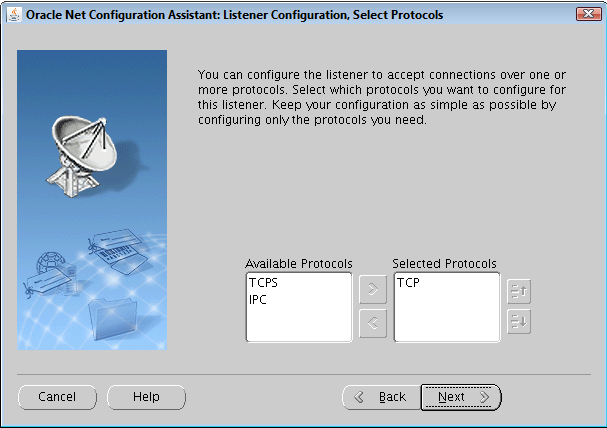 Oracle Net Configuration Assistant: Listener Configuration, Select Protocols
You can configure the listener to accept connections over one or
more protocols. Select which protocols you want to configure for
this listener. Keep your configuration as simple as possible by
configuring only the protocols you need.
Available Protocols
Selected Protocols
TCPS
IPC
TCP
Cancel
Help
Back
Next